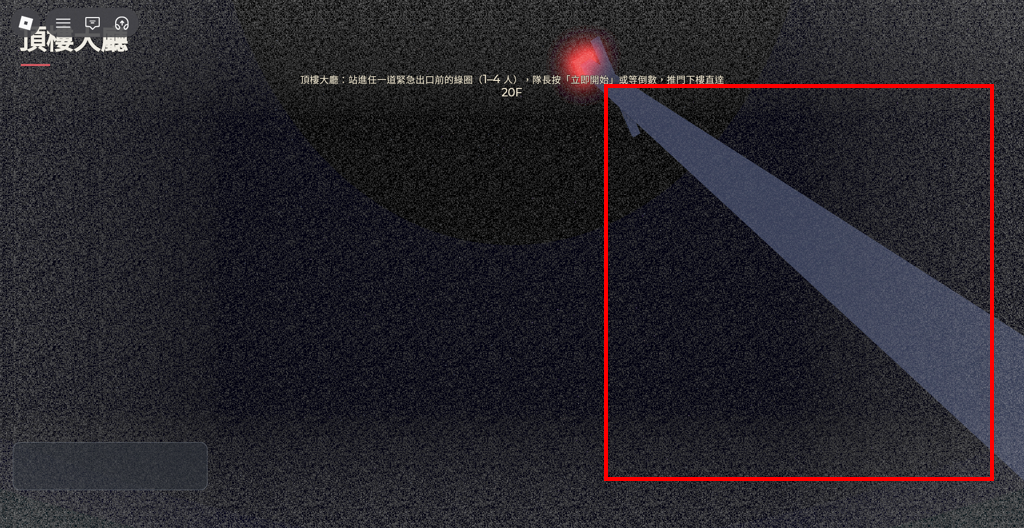 頂樓大廳
頂樓大廳：站進任一道緊急出口前的綠圈（1–4 人），隊長按「立即開始」或等倒數，推門下樓直達
20F